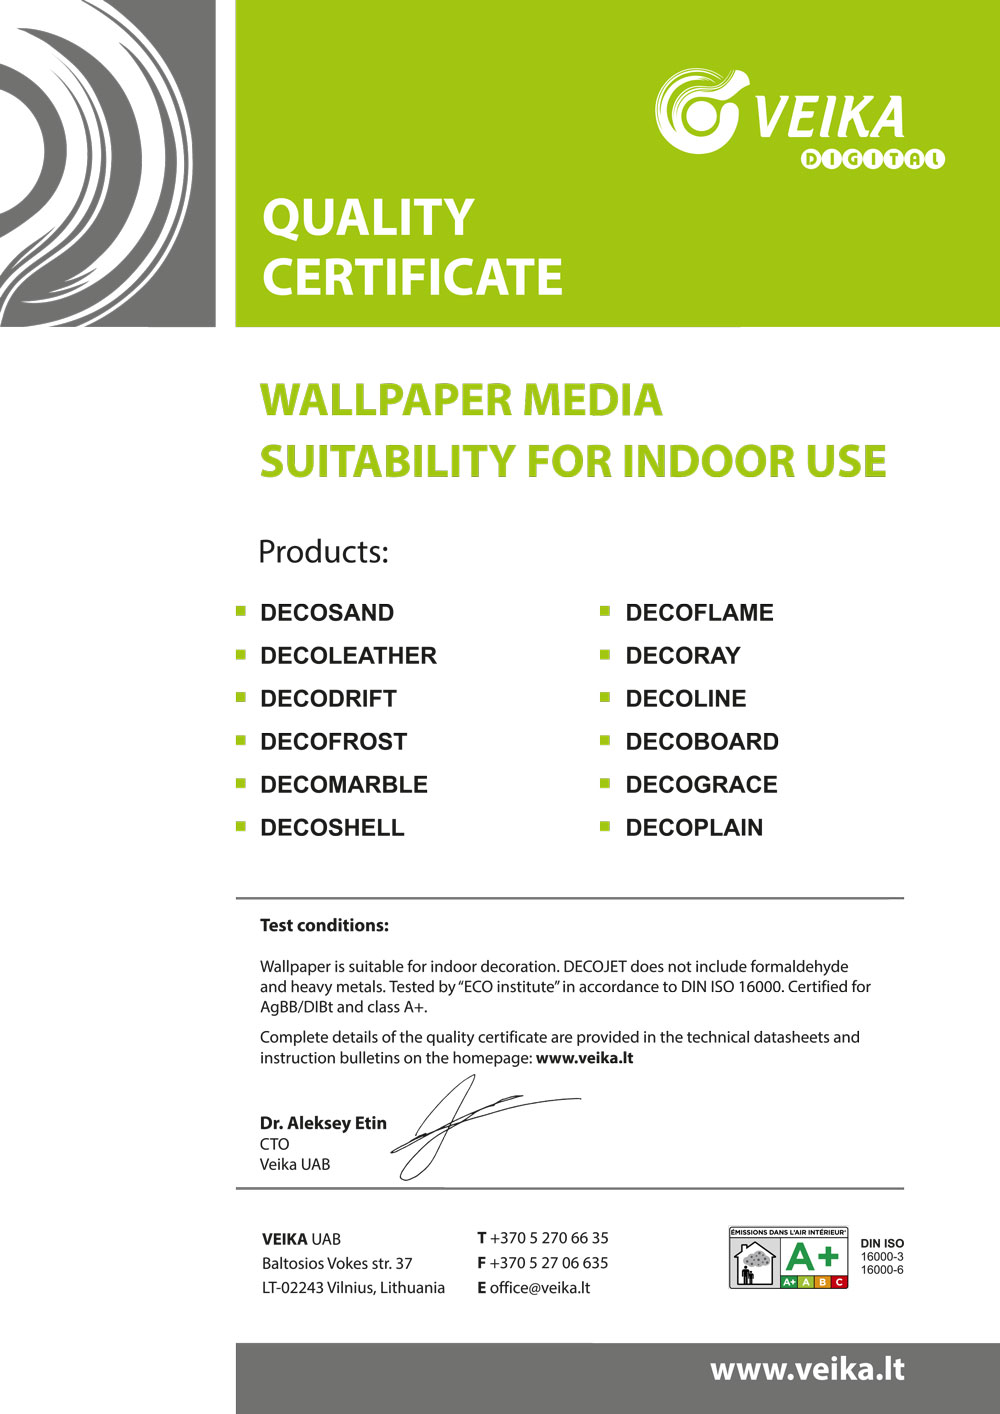 VEIKA
DIGITAL
QUALITY
CERTIFICATE
WALLPAPER MEDIA
SUITABILITY FOR INDOOR USE
Products:
DECOSAND
DECOLEATHER
DECODRIFT
DECOFROST
DECOMARBLE
DECOSHELL
DECOFLAME
DECORAY
DECOLINE
DECOBOARD
DECOGRACE
DECOPLAIN
Test conditions:
Wallpaper is suitable for indoor decoration. DECOJET does not include formaldehyde
and heavy metals. Tested by “ECO institute” in accordance to DIN ISO 16000. Certified for
AgBB/DIBt and class A+.
Complete details of the quality certificate are provided in the technical datasheets and
instruction bulletins on the homepage: www.veika.lt
Dr. Aleksey Etin
CTO
Veika UAB
VEIKA UAB
Baltosios Vokes str. 37
LT-02243 Vilnius, Lithuania
T +370 5 270 66 35
F +370 5 27 06 635
E office@veika.lt
ÉMISSIONS DANS L'AIR INTÉRIEUR*
A+
A+ A B C
DIN ISO
16000-3
16000-6
www.veika.lt